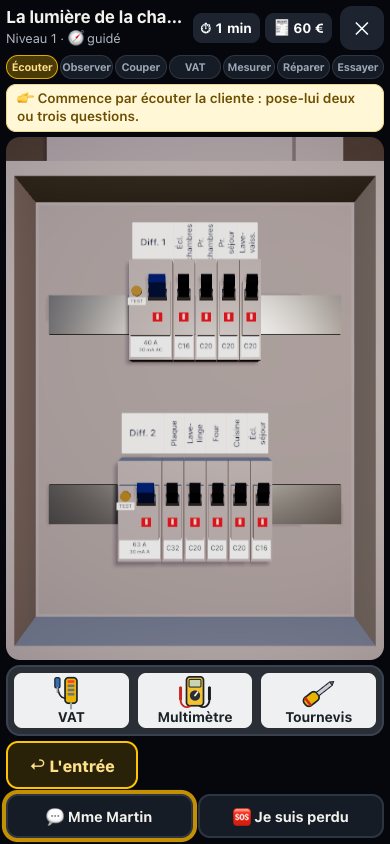 La lumière de la cha...
Niveau 1 · 🧭 guidé
⏱ 1 min
🧾 60 €
✕
Écouter
Observer
Couper
VAT
Mesurer
Réparer
Essayer
👉 Commence par écouter la cliente : pose-lui deux
ou trois questions.
Diff. 1
Écl. chambres
Pr. chambres
Pr. séjour
Lave-vaiss.
TEST
40 A
30 mA AC
C16
C20
C20
C20
Diff. 2
Plaque
Lave-linge
Four
Cuisine
Écl. séjour
TEST
63 A
30 mA A
C32
C20
C20
C20
C16
VAT
Multimètre
Tournevis
↩ L'entrée
💬 Mme Martin
🆘 Je suis perdu